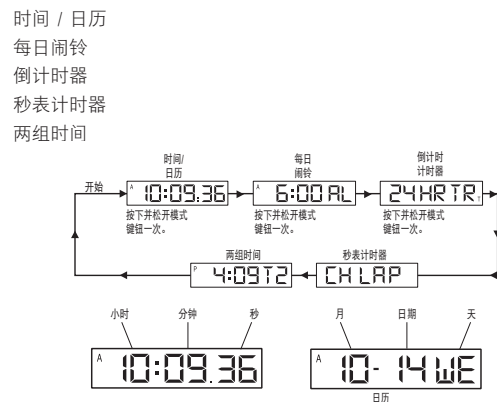 时间 / 日历
每日闹铃
倒计时器
秒表计时器
两组时间
时间/
日历
每日
闹铃
倒计时
计时器
开始
A 10:09.36
A 6:00 AL
24HR TR T
按下并松开模式
键钮一次。
按下并松开模式
键钮一次。
按下并松开模式
键钮一次。
两组时间
秒表计时器
P 4:09T2
CH LAP
小时 分钟 秒
月 日期 天
A 10:09.36
A 10- 14 WE
日历